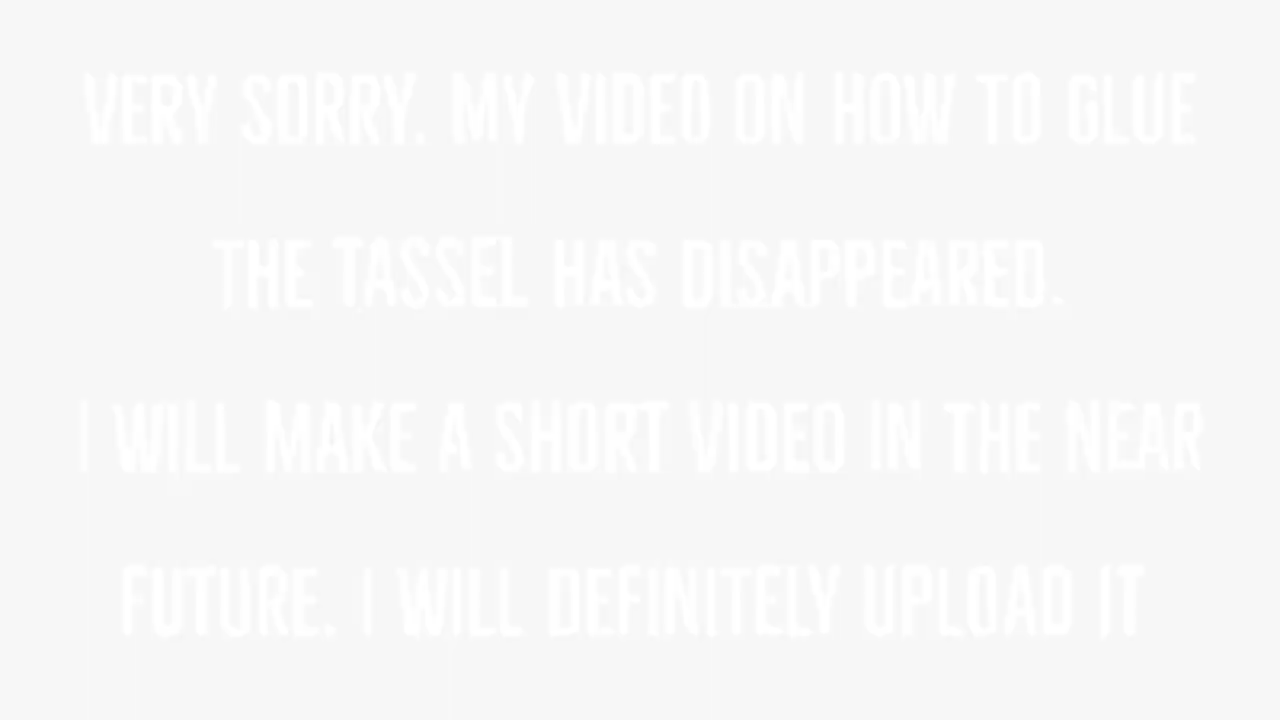 VERY SORRY. MY VIDEO ON HOW TO GLUE
THE TASSEL HAS DISAPPEARED.
I WILL MAKE A SHORT VIDEO IN THE NEAR
FUTURE. I WILL DEFINITELY UPLOAD IT